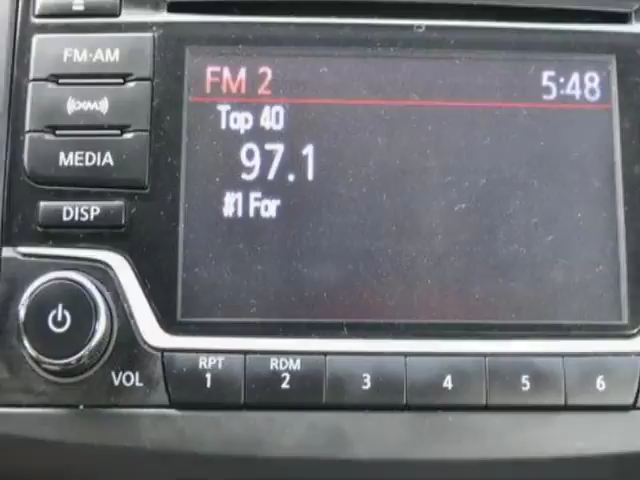 FM·AM
((XM))
MEDIA
DISP
FM 2 5:48
Top 40
97.1
#1 For
VOL
RPT RDM
1 2 3 4 5 6